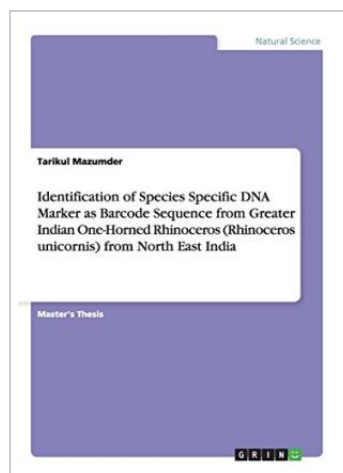 Natural Science
Tarikul Mazumder
Identification of Species Specific DNA
Marker as Barcode Sequence from Greater
Indian One-Horned Rhinoceros (Rhinoceros
unicornis) from North East India
Master's Thesis
GRIN